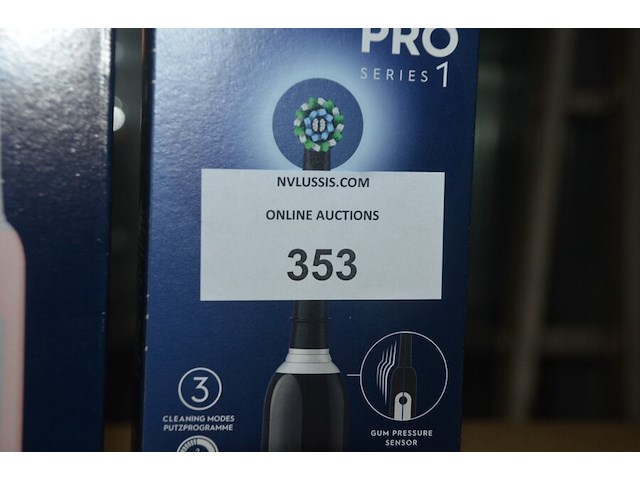 PRO
SERIES 1
NVLUSSIS.COM
ONLINE AUCTIONS
353
3
CLEANING MODES
PUTZPROGRAMME
GUM PRESSURE
SENSOR